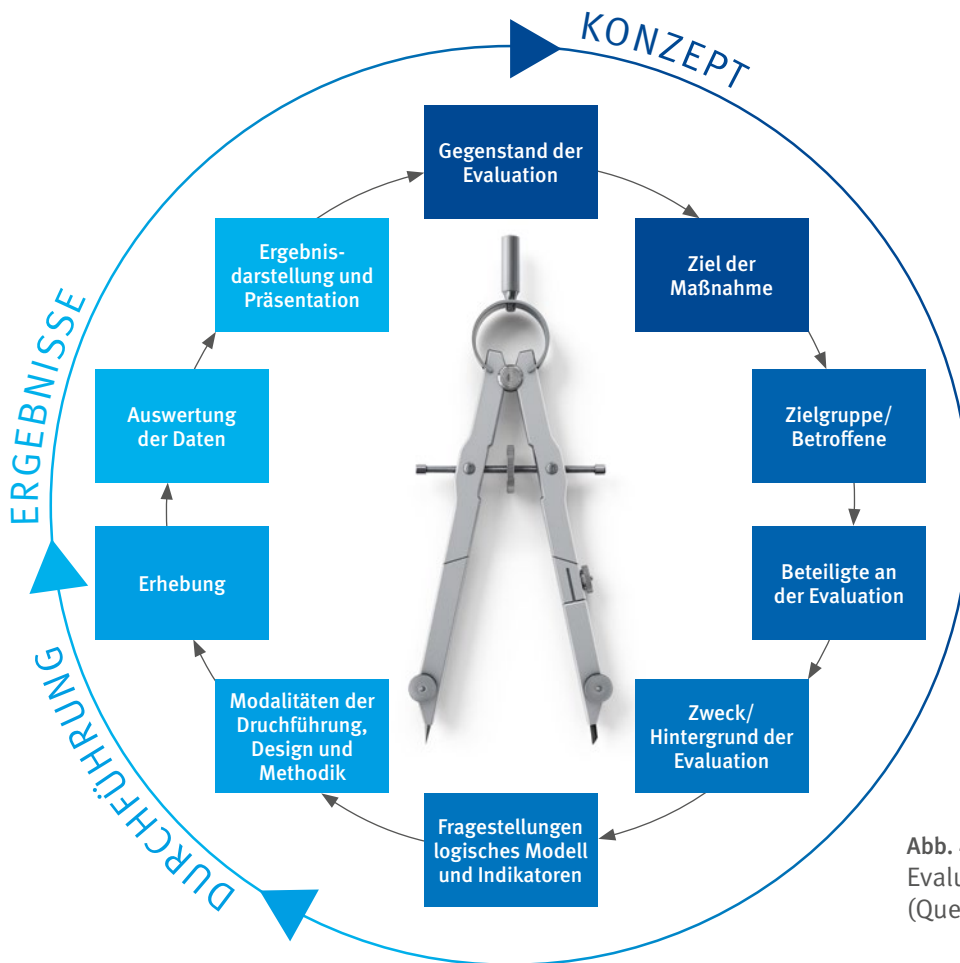 KONZEPT
Gegenstand der
Evaluation
Ziel der
Maßnahme
Zielgruppe/
Betroffene
Beteiligte an
der Evaluation
Zweck/
Hintergrund der
Evaluation
Fragestellungen
logisches Modell
und Indikatoren
DURCHFÜHRUNG
Modalitäten der
Druchführung,
Design und
Methodik
Erhebung
ERGEBNISSE
Auswertung
der Daten
Ergebnis-
darstellung und
Präsentation
Abb.